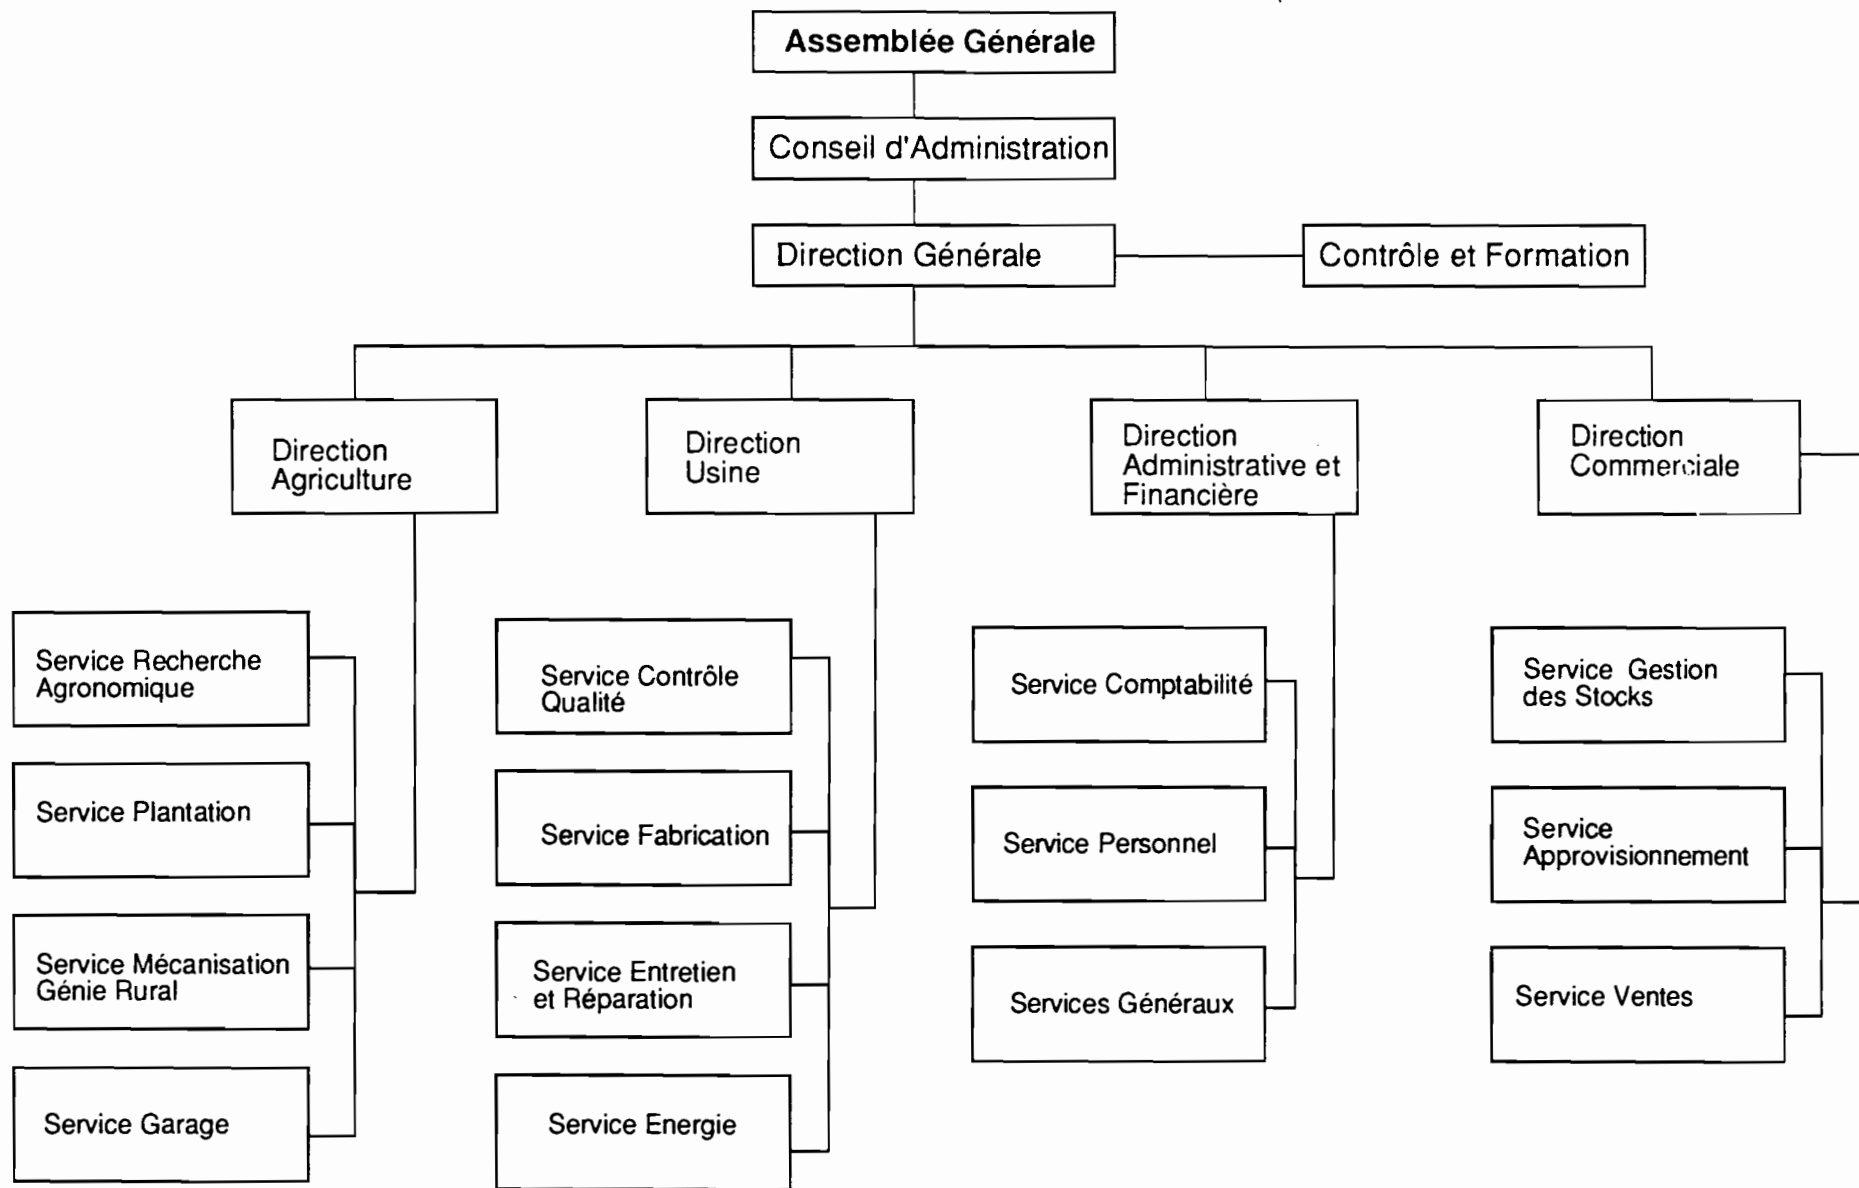 Assemblée Générale
Conseil d'Administration
Direction Générale
Contrôle et Formation
Direction
Agriculture
Direction
Usine
Direction
Administrative et
Financière
Direction
Commerciale
Service Recherche
Agronomique
Service Plantation
Service Mécanisation
Génie Rural
Service Garage
Service Contrôle
Qualité
Service Fabrication
Service Entretien
et Réparation
Service Energie
Service Comptabilité
Service Personnel
Services Généraux
Service Gestion
des Stocks
Service
Approvisionnement
Service Ventes